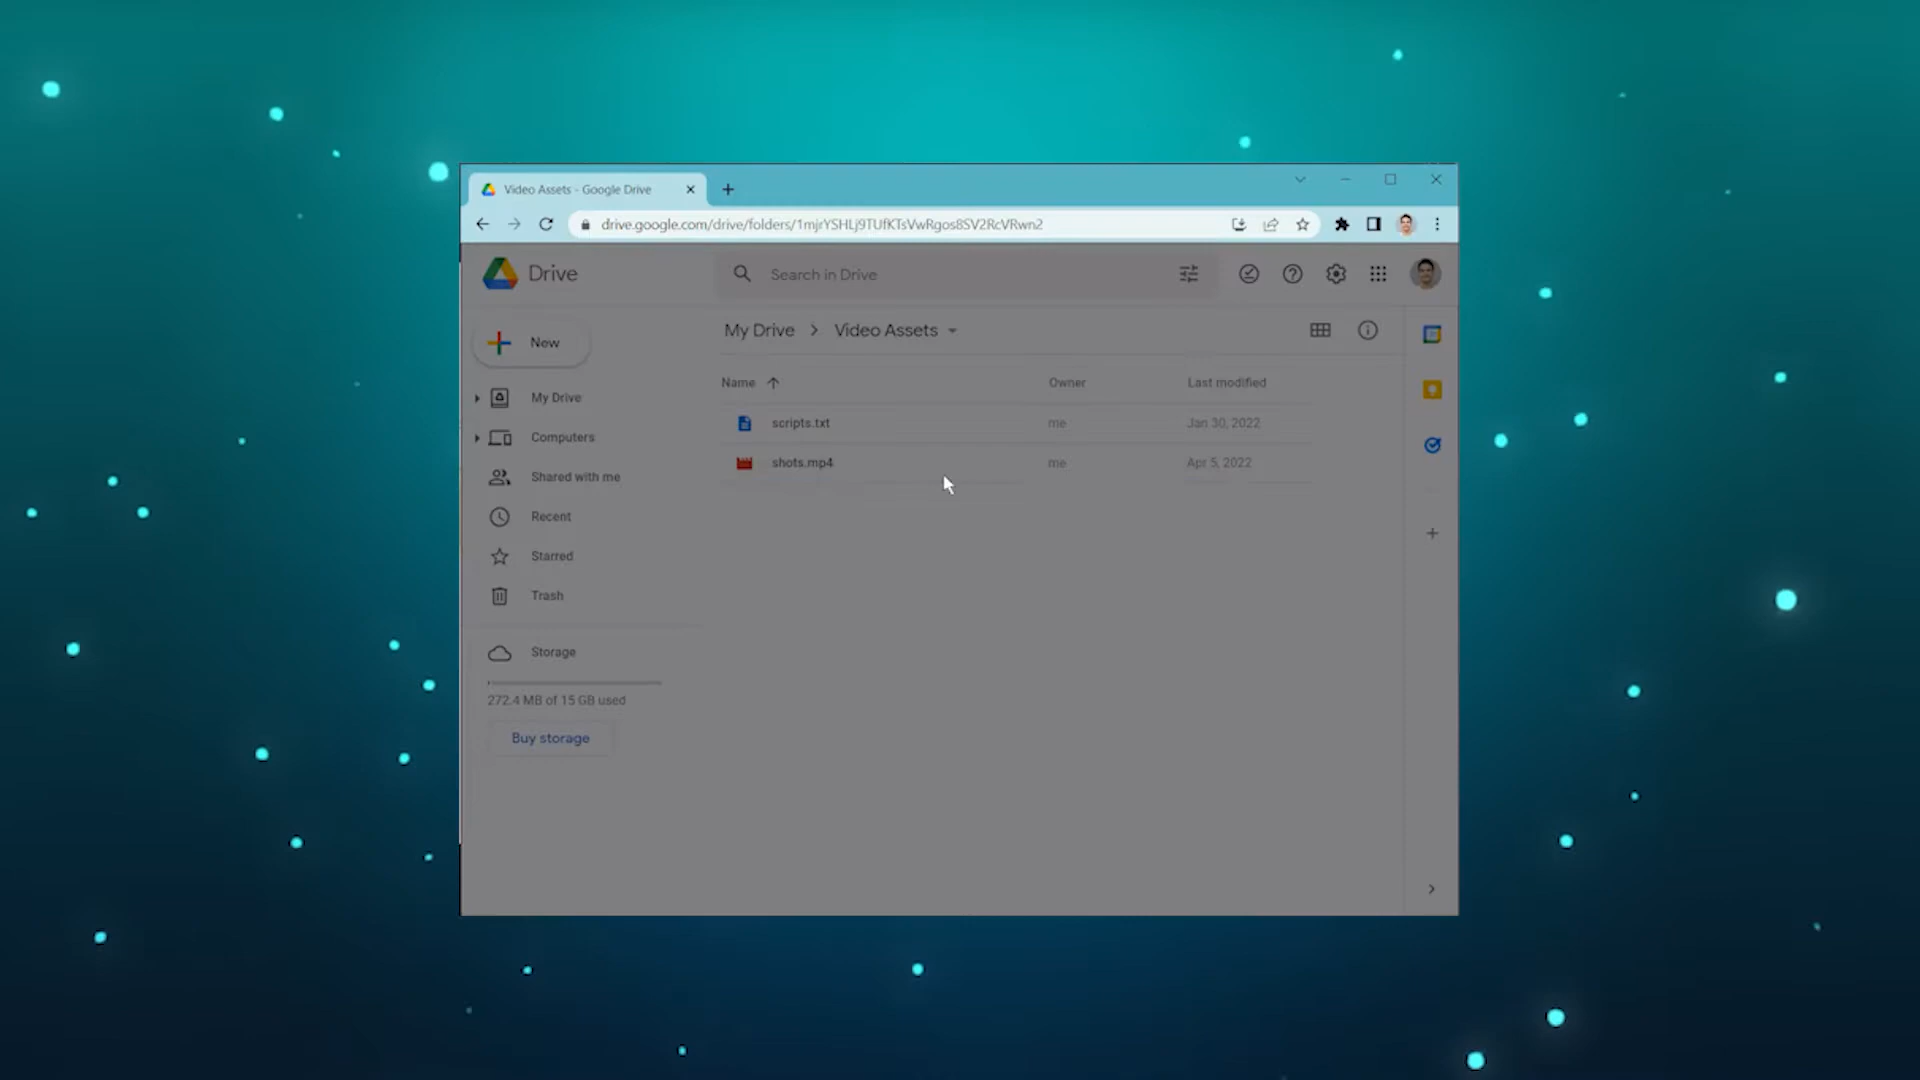 Video Assets - Google Drive
drive.google.com/drive/folders/1mjrYSHLj9TUfKTsVwRgos8SV2RcVRwn2
Drive
Search in Drive
New
My Drive
Computers
Shared with me
Recent
Starred
Trash
Storage
272.4 MB of 15 GB used
Buy storage
My Drive > Video Assets
Name Owner Last modified
scripts.txt me Jan 30, 2022
shots.mp4 me Apr 5, 2022